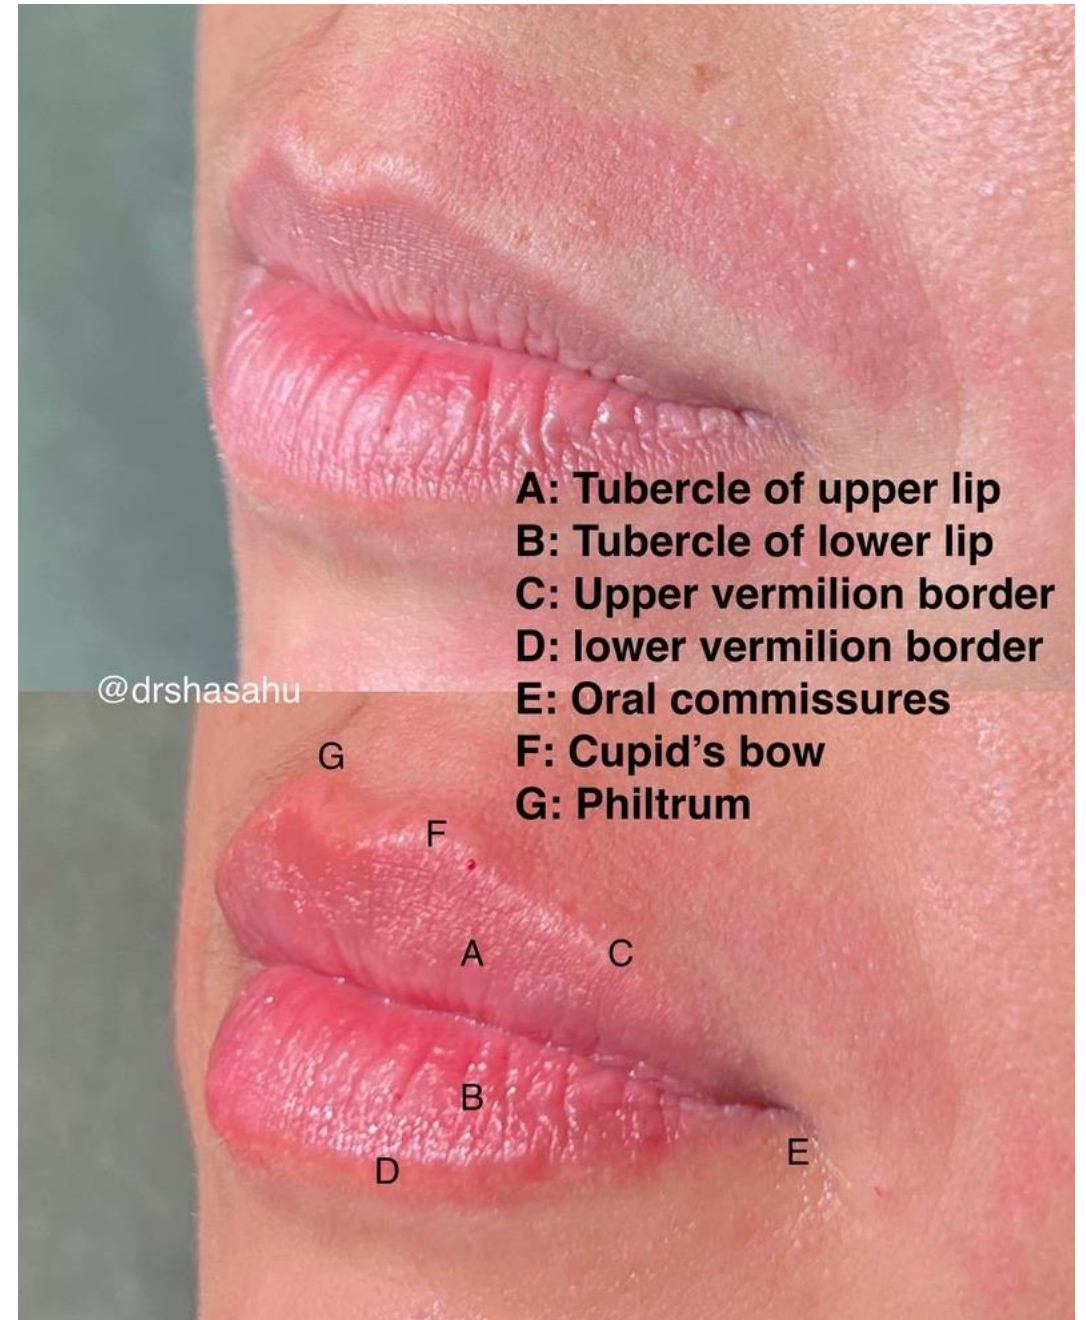 A: Tubercle of upper lip
B: Tubercle of lower lip
C: Upper vermilion border
D: lower vermilion border
E: Oral commissures
@drshasahu
F: Cupid’s bow
G: Philtrum
G
F
A
C
B
E
D